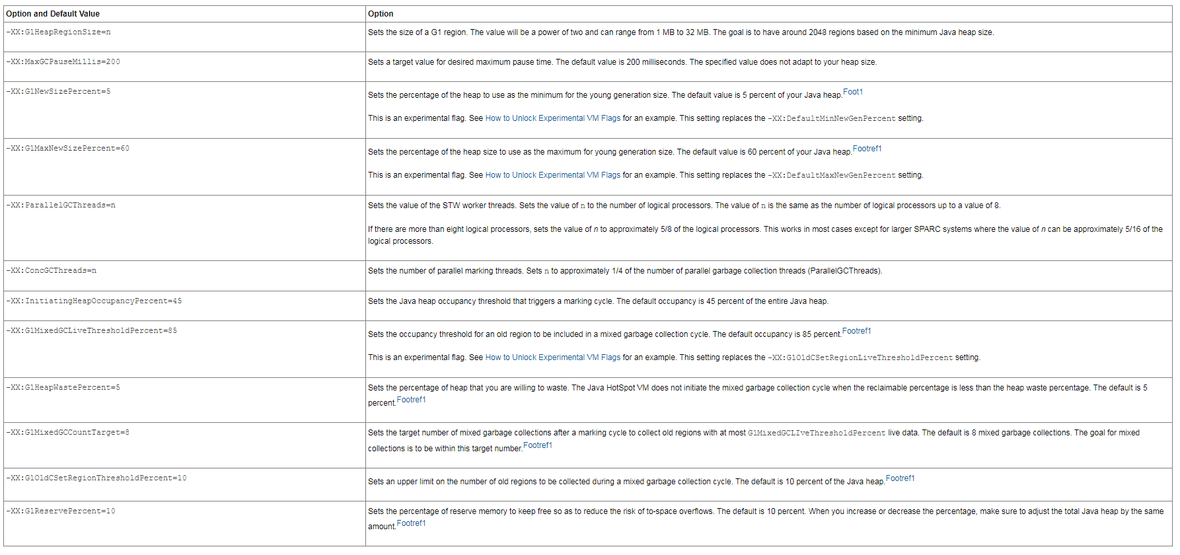 Option and Default Value Option
-XX:G1HeapRegionSize=n Sets the size of a G1 region. The value will be a power of two and can range from 1 MB to 32 MB. The goal is to have around 2048 regions based on the minimum Java heap size.
-XX:MaxGCPauseMillis=200 Sets a target value for desired maximum pause time. The default value is 200 milliseconds. The specified value does not adapt to your heap size.
-XX:G1NewSizePercent=5 Sets the percentage of the heap to use as the minimum for the young generation size. The default value is 5 percent of your Java heap.Foot1
This is an experimental flag. See How to Unlock Experimental VM Flags for an example. This setting replaces the -XX:DefaultMinNewGenPercent setting.
-XX:G1MaxNewSizePercent=60 Sets the percentage of the heap size to use as the maximum for young generation size. The default value is 60 percent of your Java heap.Footref1
This is an experimental flag. See How to Unlock Experimental VM Flags for an example. This setting replaces the -XX:DefaultMaxNewGenPercent setting.
-XX:ParallelGCThreads=n Sets the value of the STW worker threads. Sets the value of n to the number of logical processors. The value of n is the same as the number of logical processors up to a value of 8.
If there are more than eight logical processors, sets the value of n to approximately 5/8 of the logical processors. This works in most cases except for larger SPARC systems where the value of n can be approximately 5/16 of the
logical processors.
-XX:ConcGCThreads=n Sets the number of parallel marking threads. Sets n to approximately 1/4 of the number of parallel garbage collection threads (ParallelGCThreads).
-XX:InitiatingHeapOccupancyPercent=45 Sets the Java heap occupancy threshold that triggers a marking cycle. The default occupancy is 45 percent of the entire Java heap.
-XX:G1MixedGCLiveThresholdPercent=85 Sets the occupancy threshold for an old region to be included in a mixed garbage collection cycle. The default occupancy is 85 percent.Footref1
This is an experimental flag. See How to Unlock Experimental VM Flags for an example. This setting replaces the -XX:G1OldCSetRegionLiveThresholdPercent setting.
-XX:G1HeapWastePercent=5 Sets the percentage of heap that you are willing to waste. The Java HotSpot VM does not initiate the mixed garbage collection cycle when the reclaimable percentage is less than the heap waste percentage. The default is 5
percent.Footref1
-XX:G1MixedGCCountTarget=8 Sets the target number of mixed garbage collections after a marking cycle to collect old regions with at most G1MixedGCLIveThresholdPercent live data. The default is 8 mixed garbage collections. The goal for mixed
collections is to be within this target number.Footref1
-XX:G1OldCSetRegionThresholdPercent=10 Sets an upper limit on the number of old regions to be collected during a mixed garbage collection cycle. The default is 10 percent of the Java heap.Footref1
-XX:G1ReservePercent=10 Sets the percentage of reserve memory to keep free so as to reduce the risk of to-space overflows. The default is 10 percent. When you increase or decrease the percentage, make sure to adjust the total Java heap by the same
amount.Footref1